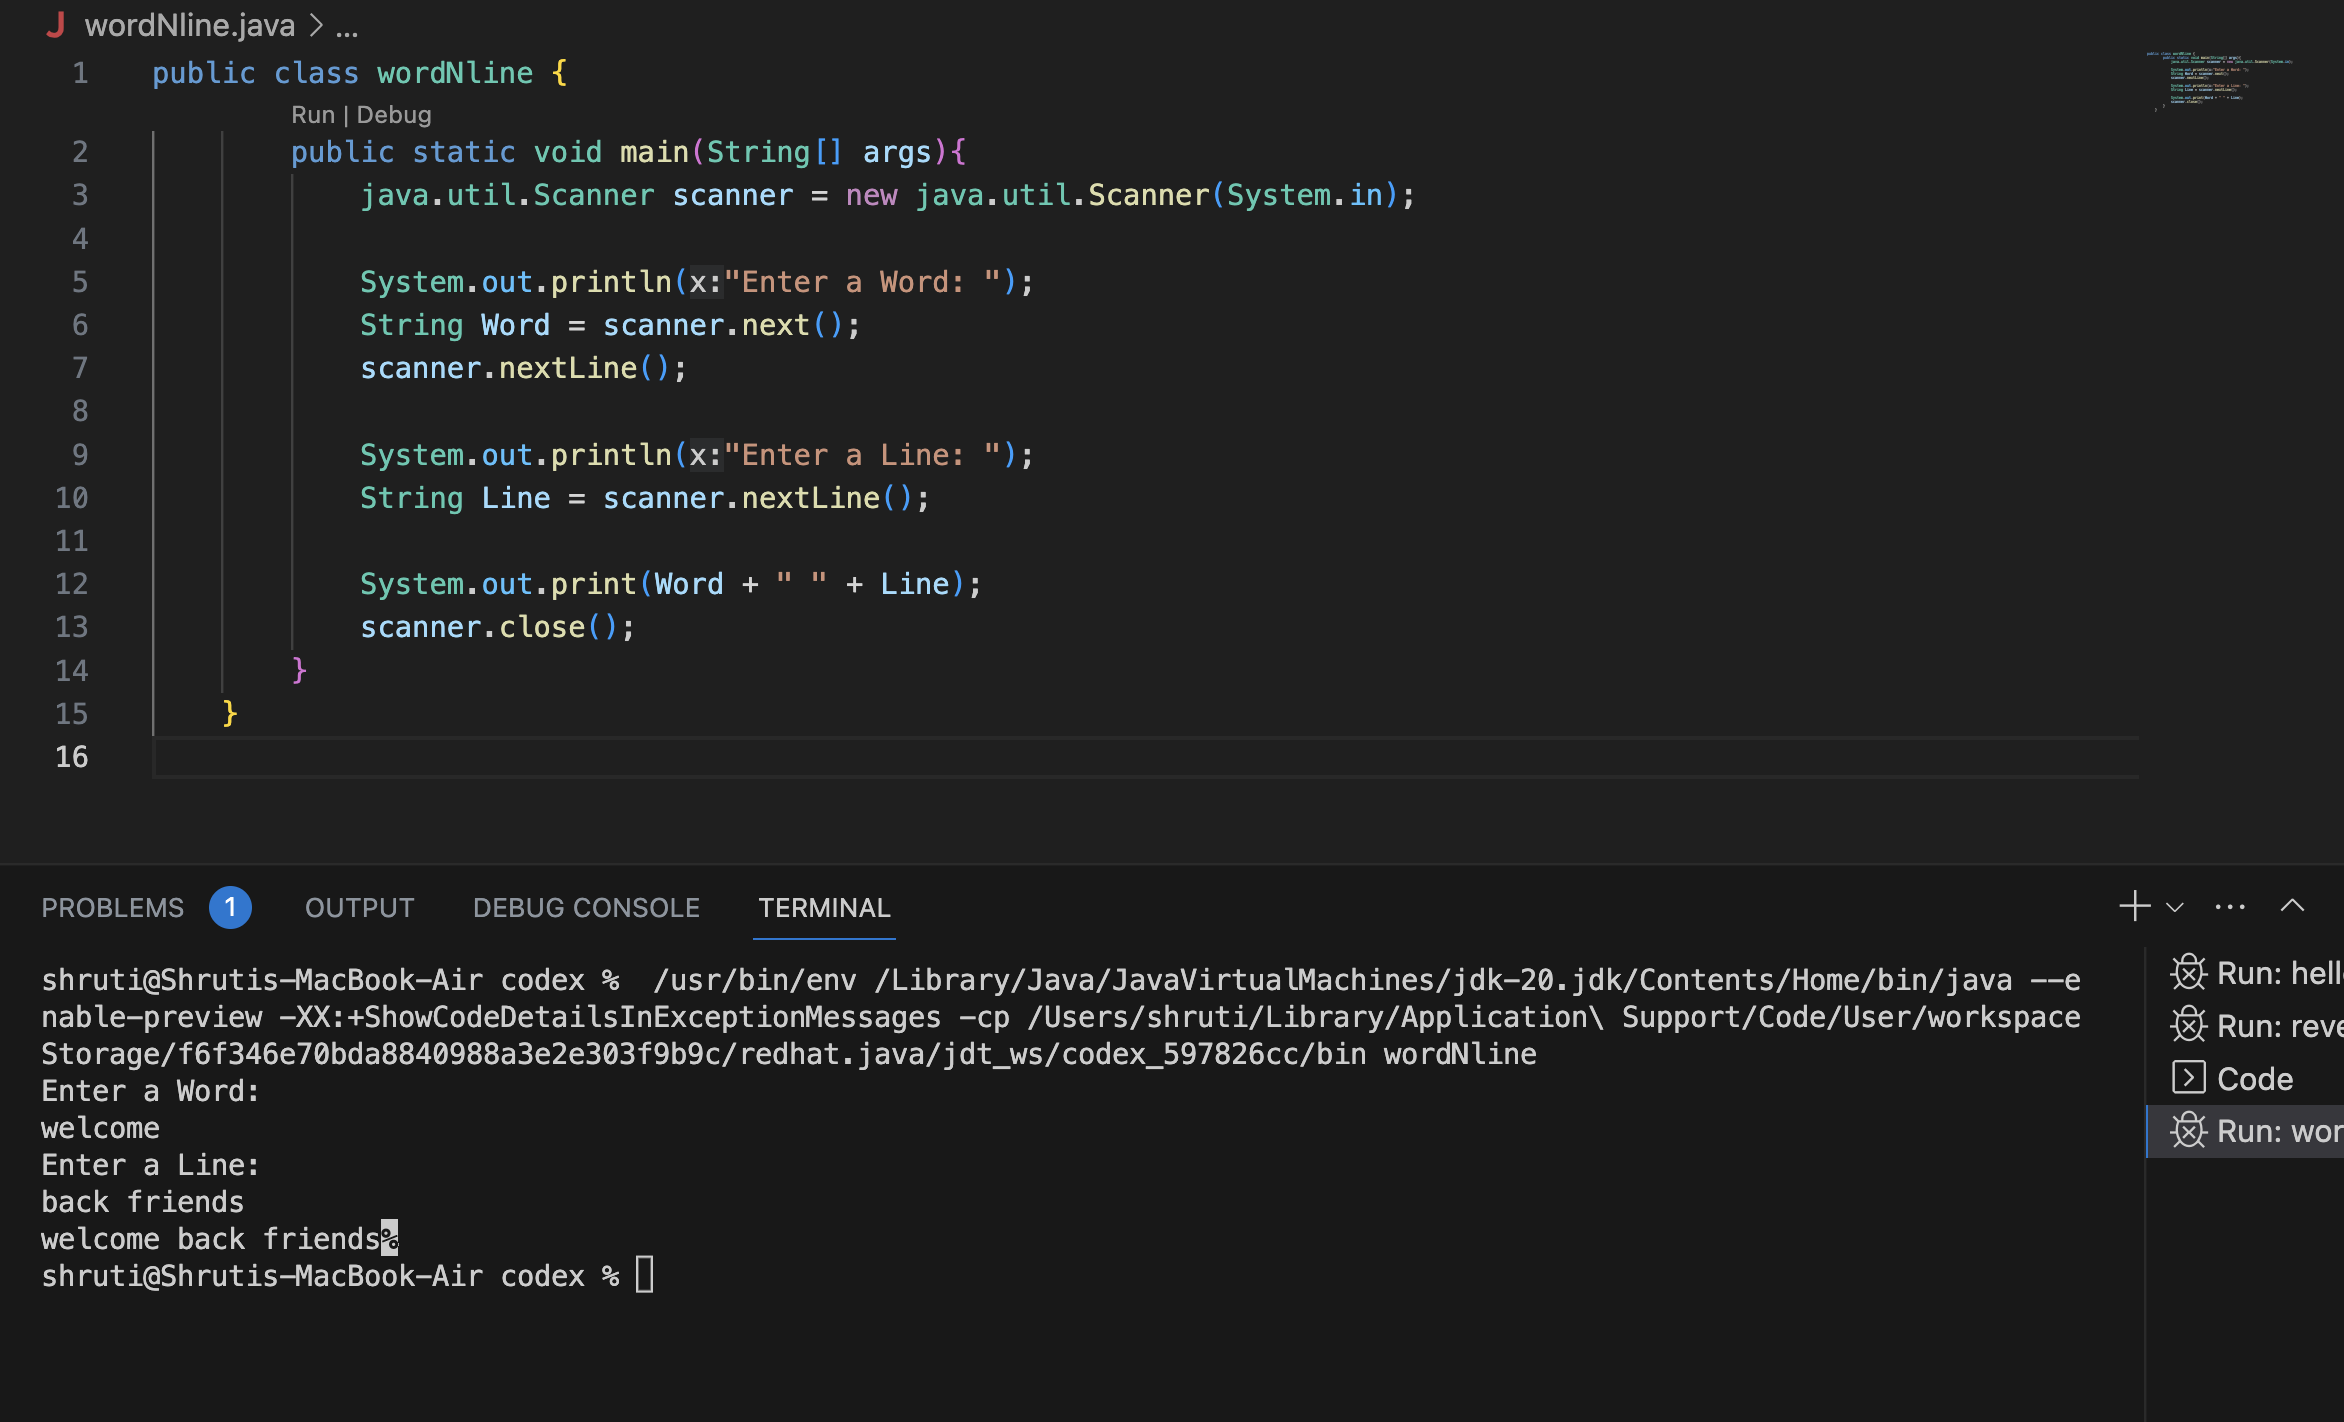 wordNline.java > ...
1 public class wordNline {
Run | Debug
2 public static void main(String[] args){
3 java.util.Scanner scanner = new java.util.Scanner(System.in);
4
5 System.out.println(x:"Enter a Word: ");
6 String Word = scanner.next();
7 scanner.nextLine();
8
9 System.out.println(x:"Enter a Line: ");
10 String Line = scanner.nextLine();
11
12 System.out.print(Word + " " + Line);
13 scanner.close();
14 }
15 }
16
PROBLEMS 1 OUTPUT DEBUG CONSOLE TERMINAL
shruti@Shrutis-MacBook-Air codex %  /usr/bin/env /Library/Java/JavaVirtualMachines/jdk-20.jdk/Contents/Home/bin/java --e
nable-preview -XX:+ShowCodeDetailsInExceptionMessages -cp /Users/shruti/Library/Application\ Support/Code/User/workspace
Storage/f6f346e70bda8840988a3e2e303f9b9c/redhat.java/jdt_ws/codex_597826cc/bin wordNline
Enter a Word:
welcome
Enter a Line:
back friends
welcome back friends%
shruti@Shrutis-MacBook-Air codex %
Run: hell
Run: reve
Code
Run: wor